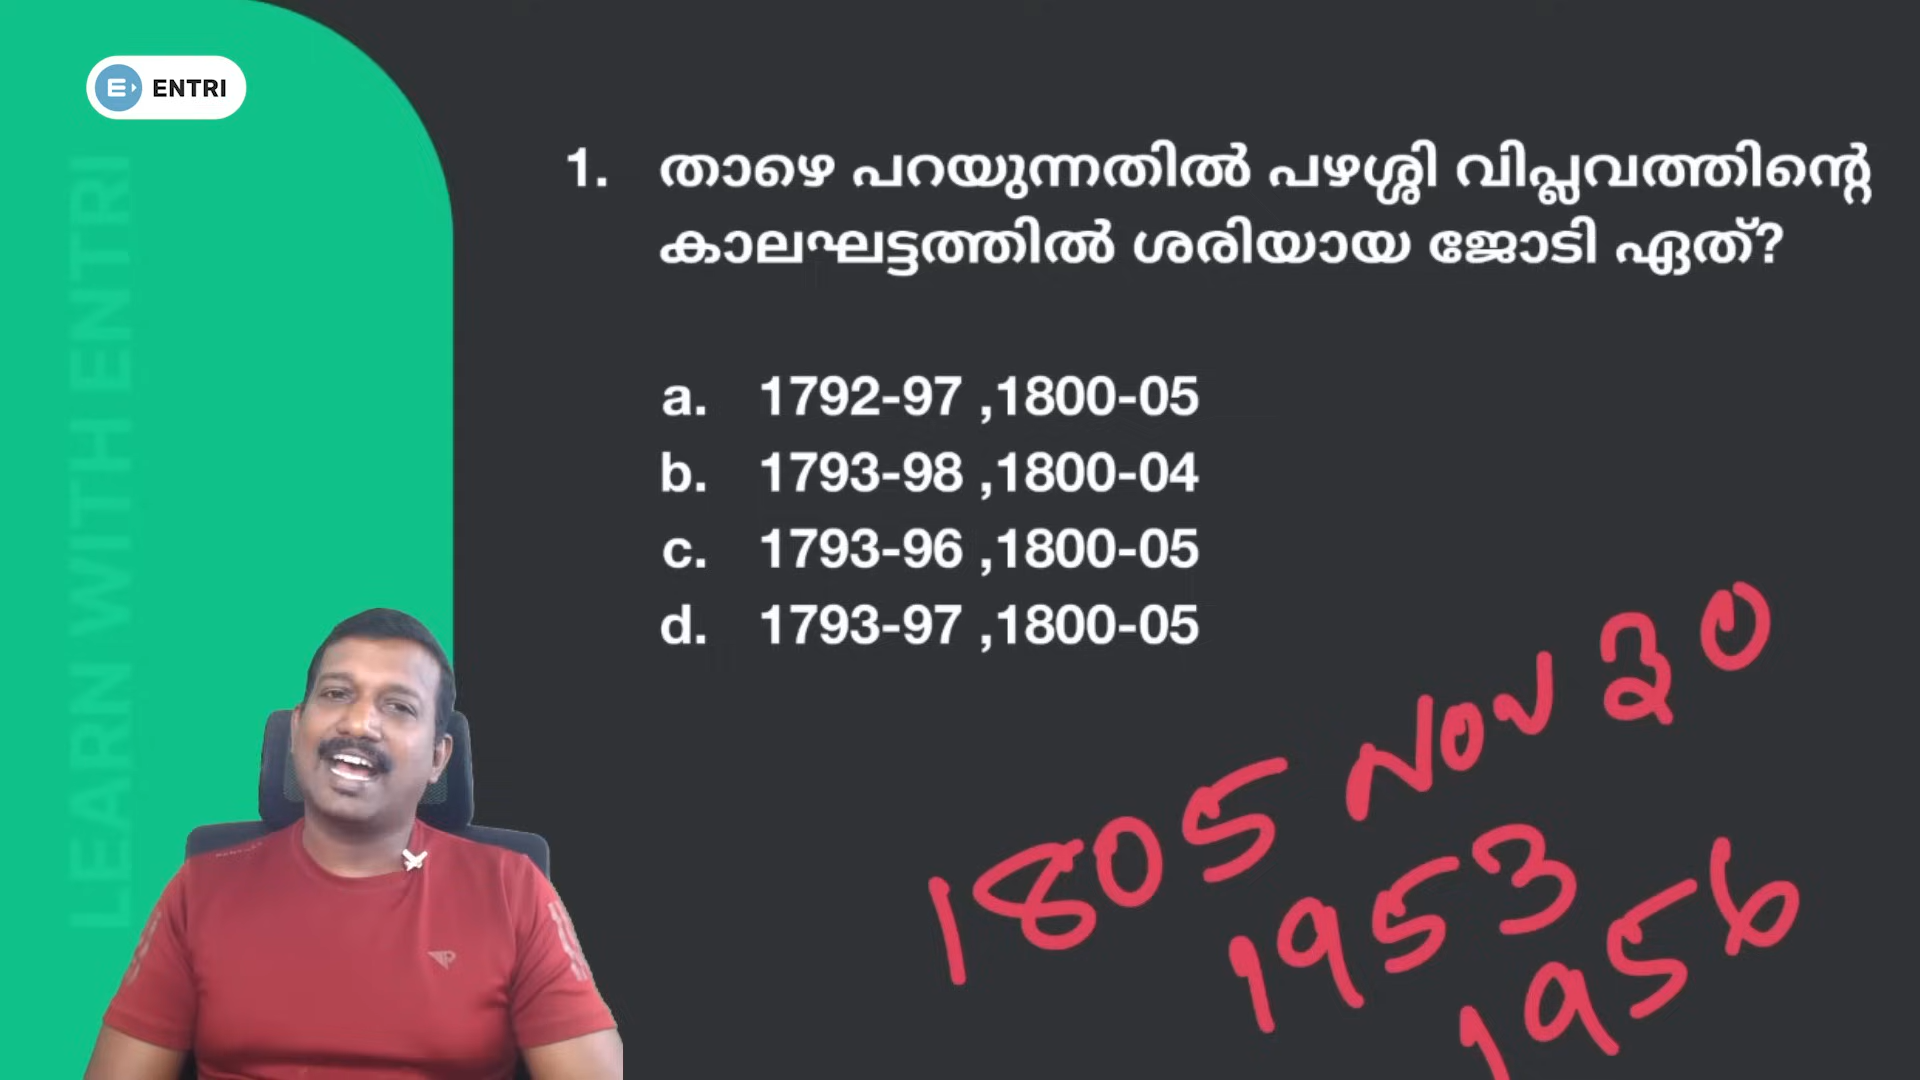 ENTRI
LEARN WITH ENTRI
1. താഴെ പറയുന്നതിൽ പഴശ്ശി വിപ്ലവത്തിന്റെ
കാലഘട്ടത്തിൽ ശരിയായ ജോടി ഏത്?
a. 1792-97 ,1800-05
b. 1793-98 ,1800-04
c. 1793-96 ,1800-05
d. 1793-97 ,1800-05
1805 NOV 30
1953
1956